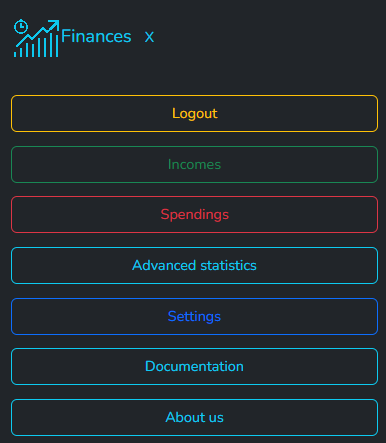 Finances x
Logout
Incomes
Spendings
Advanced statistics
Settings
Documentation
About us